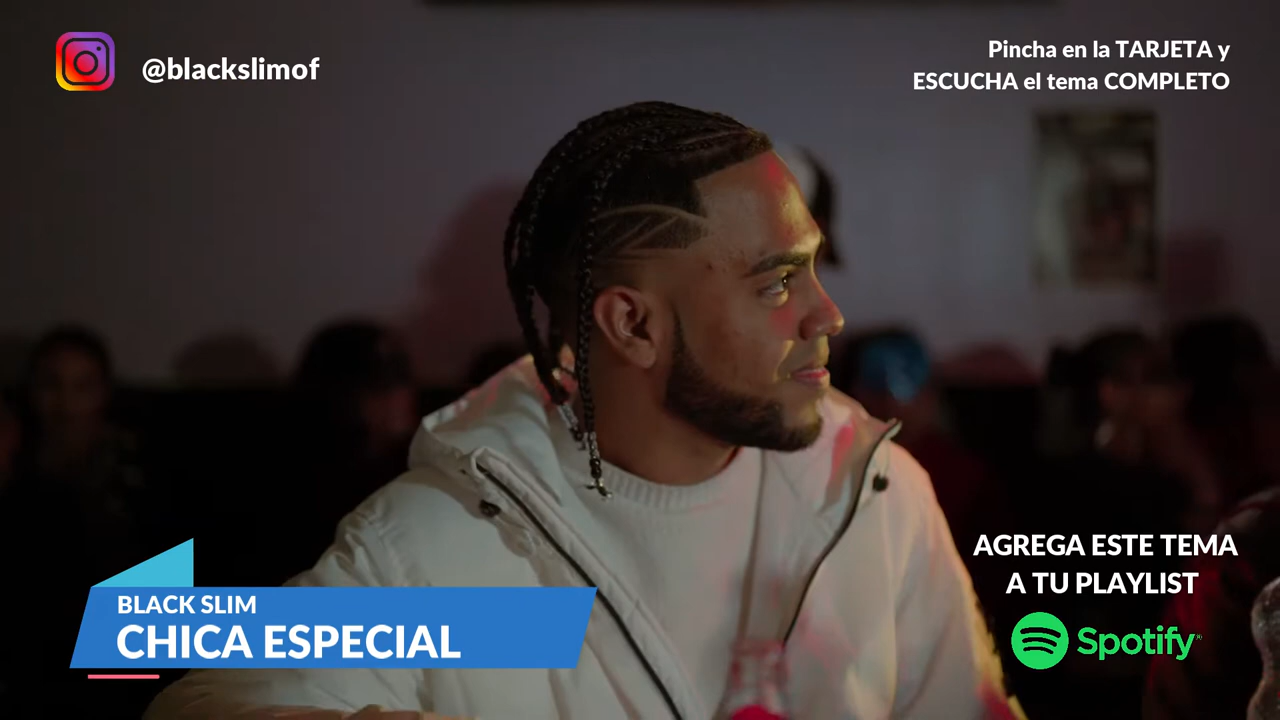 @blackslimof
Pincha en la TARJETA y
ESCUCHA el tema COMPLETO
BLACK SLIM
CHICA ESPECIAL
AGREGA ESTE TEMA
A TU PLAYLIST
Spotify®